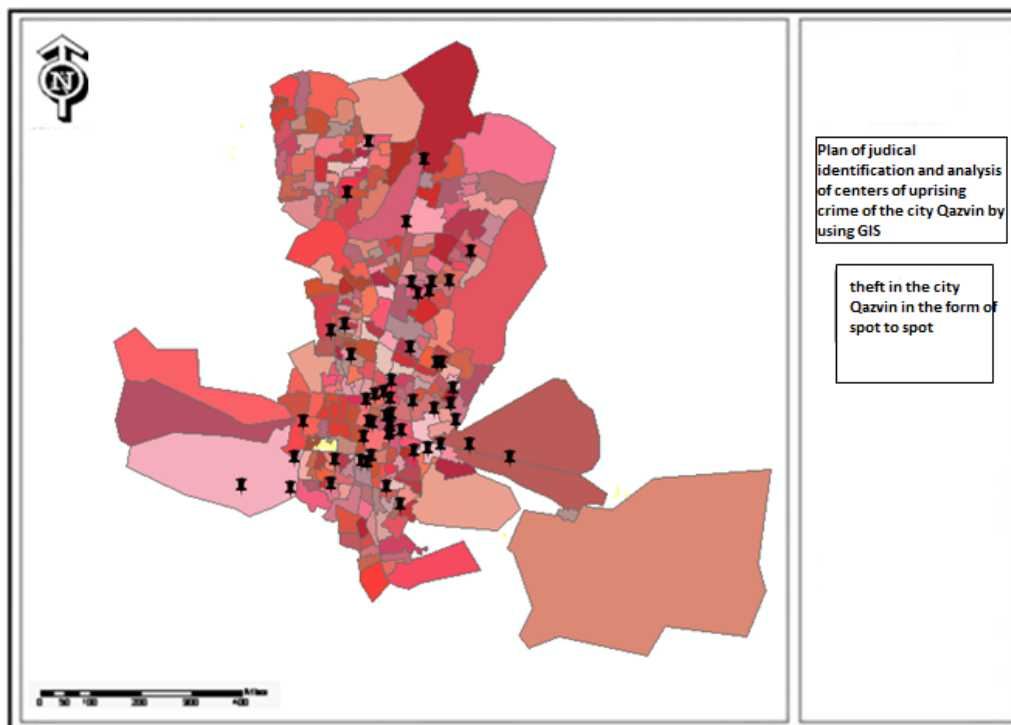 N
Plan of judical
identification and analysis
of centers of uprising
crime of the city Qazvin by
using GIS
theft in the city
Qazvin in the form of
spot to spot
Miles
0 50 100 200 300 400